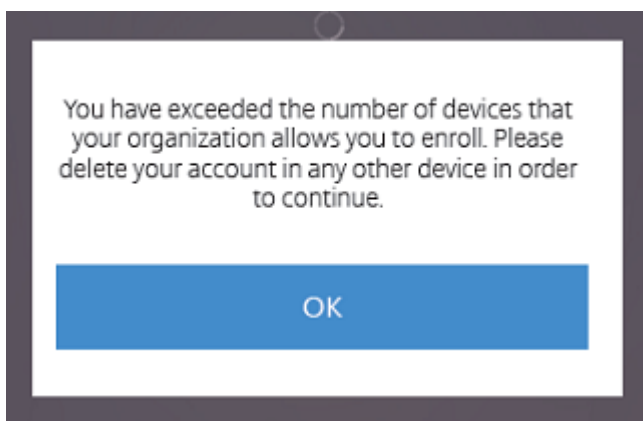 You have exceeded the number of devices that
your organization allows you to enroll. Please
delete your account in any other device in order
to continue.
OK